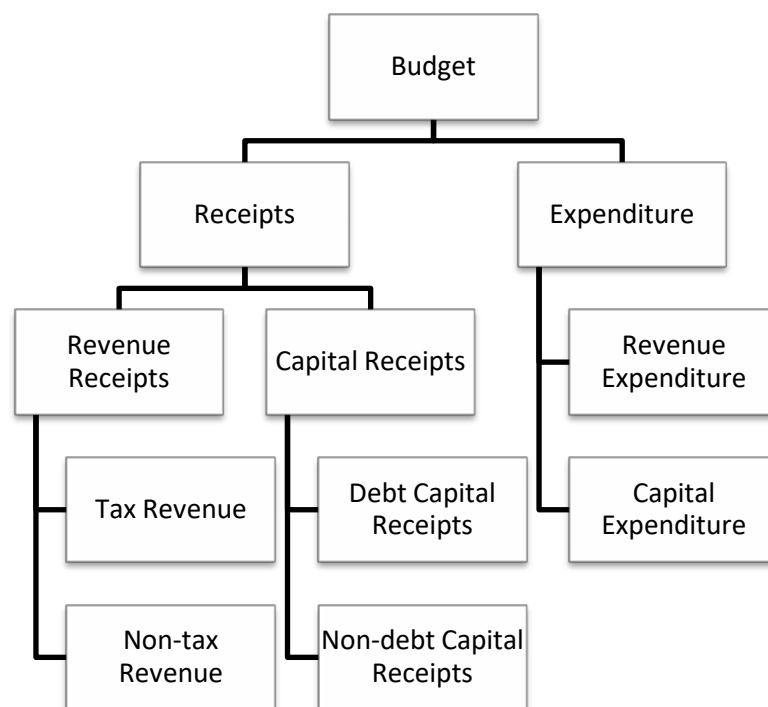 Budget
Receipts
Expenditure
Revenue
Receipts
Capital Receipts
Revenue
Expenditure
Tax Revenue
Debt Capital
Receipts
Capital
Expenditure
Non-tax
Revenue
Non-debt Capital
Receipts